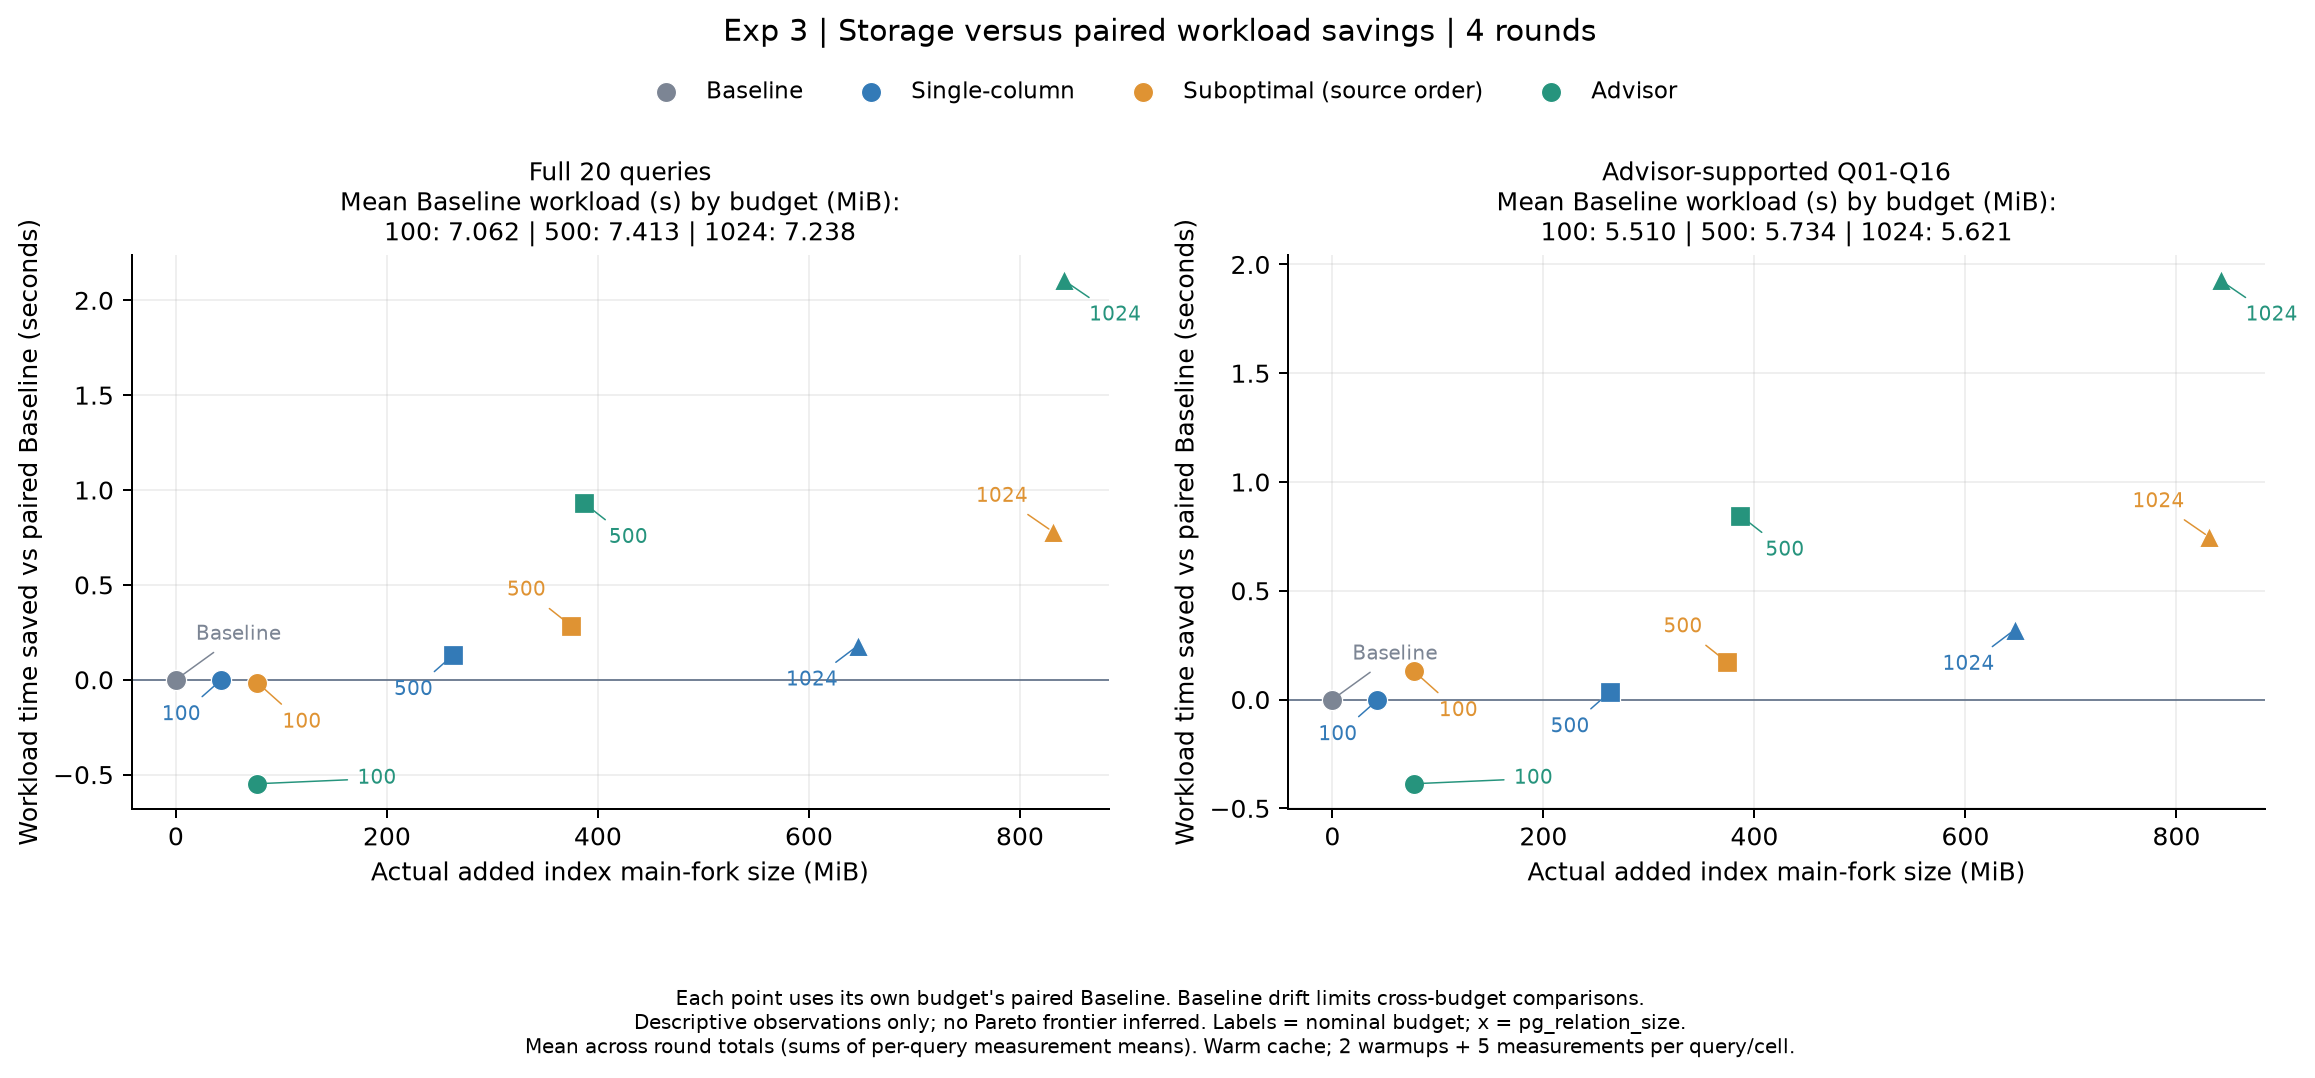 Exp 3 | Storage versus paired workload savings | 4 rounds
Baseline
Single-column
Suboptimal (source order)
Advisor
Full 20 queries
Mean Baseline workload (s) by budget (MiB):
100: 7.062 | 500: 7.413 | 1024: 7.238
Workload time saved vs paired Baseline (seconds)
2.0
1.5
1.0
0.5
0.0
−0.5
1024
1024
500
500
Baseline
500
1024
100
100
100
0
200
400
600
800
Actual added index main-fork size (MiB)
Advisor-supported Q01-Q16
Mean Baseline workload (s) by budget (MiB):
100: 5.510 | 500: 5.734 | 1024: 5.621
Workload time saved vs paired Baseline (seconds)
2.0
1.5
1.0
0.5
0.0
−0.5
1024
1024
500
500
Baseline
1024
100
500
100
100
0
200
400
600
800
Actual added index main-fork size (MiB)
Each point uses its own budget's paired Baseline. Baseline drift limits cross-budget comparisons.
Descriptive observations only; no Pareto frontier inferred. Labels = nominal budget; x = pg_relation_size.
Mean across round totals (sums of per-query measurement means). Warm cache; 2 warmups + 5 measurements per query/cell.